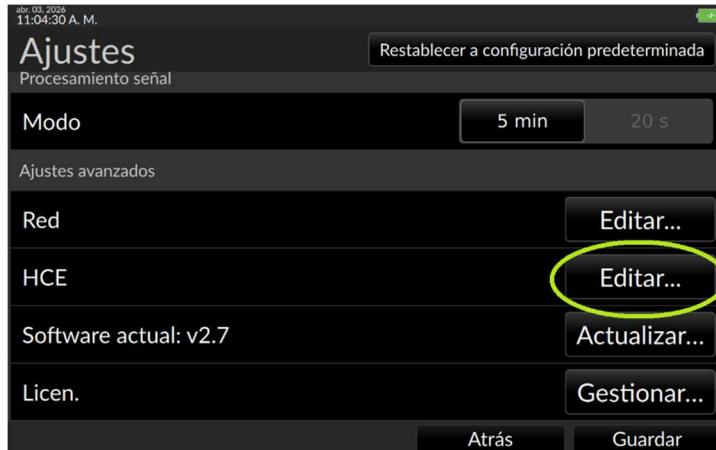 abr. 03, 2026
11:04:30 A. M.
Ajustes
Restablecer a configuración predeterminada
Procesamiento señal
Modo
5 min
20 s
Ajustes avanzados
Red
Editar...
HCE
Editar...
Software actual: v2.7
Actualizar...
Licen.
Gestionar...
Atrás
Guardar